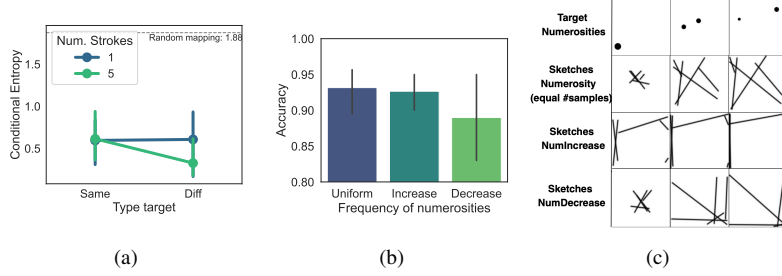 Num. Strokes
1
5
Random mapping: 1.88
Conditional Entropy
1.5
1.0
0.5
Same
Diff
Type target
(a)
Accuracy
1.00
0.95
0.90
0.85
0.80
Uniform
Increase
Decrease
Frequency of numerosities
(b)
Target
Numerosities
Sketches
Numerosity
(equal #samples)
Sketches
NumIncrease
Sketches
NumDecrease
(c)